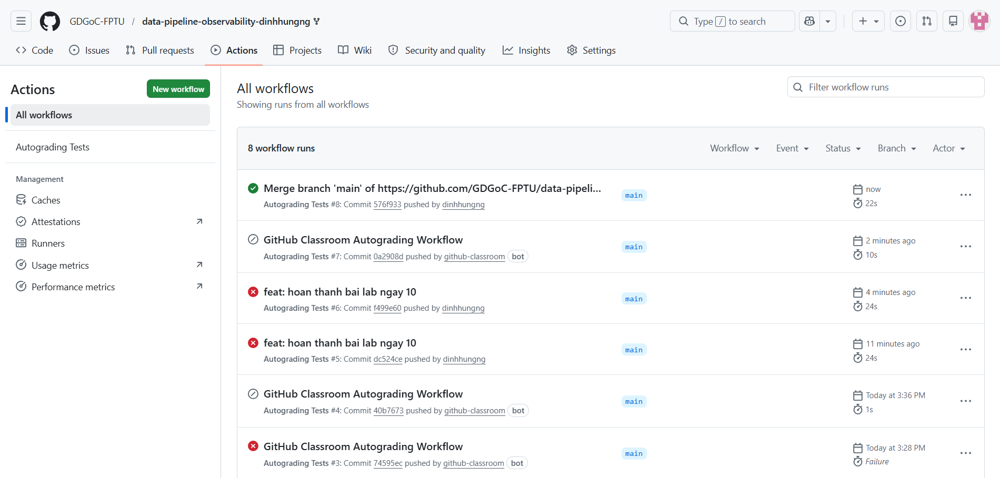 GDGoC-FPTU / data-pipeline-observability-dinhhungng
Type / to search
Code
Issues
Pull requests
Actions
Projects
Wiki
Security and quality
Insights
Settings
Actions
New workflow
All workflows
Autograding Tests
Management
Caches
Attestations
Runners
Usage metrics
Performance metrics
All workflows
Showing runs from all workflows
Filter workflow runs
8 workflow runs
Workflow
Event
Status
Branch
Actor
Merge branch 'main' of https://github.com/GDGoC-FPTU/data-pipeli...
Autograding Tests #8: Commit 576f933 pushed by dinhhungng
main
now
22s
GitHub Classroom Autograding Workflow
Autograding Tests #7: Commit 0a2908d pushed by github-classroom bot
main
2 minutes ago
10s
feat: hoan thanh bai lab ngay 10
Autograding Tests #6: Commit f499e60 pushed by dinhhungng
main
4 minutes ago
24s
feat: hoan thanh bai lab ngay 10
Autograding Tests #5: Commit dc524ce pushed by dinhhungng
main
11 minutes ago
24s
GitHub Classroom Autograding Workflow
Autograding Tests #4: Commit 40b7673 pushed by github-classroom bot
main
Today at 3:36 PM
1s
GitHub Classroom Autograding Workflow
Autograding Tests #3: Commit 74595ec pushed by github-classroom bot
main
Today at 3:28 PM
Failure